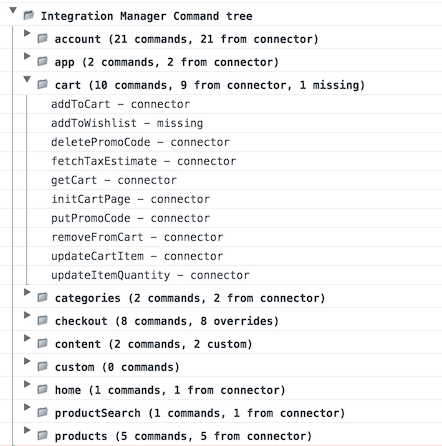 Integration Manager Command tree
account (21 commands, 21 from connector)
app (2 commands, 2 from connector)
cart (10 commands, 9 from connector, 1 missing)
addToCart – connector
addToWishlist – missing
deletePromoCode – connector
fetchTaxEstimate – connector
getCart – connector
initCartPage – connector
putPromoCode – connector
removeFromCart – connector
updateCartItem – connector
updateItemQuantity – connector
categories (2 commands, 2 from connector)
checkout (8 commands, 8 overrides)
content (2 commands, 2 custom)
custom (0 commands)
home (1 commands, 1 from connector)
productSearch (1 commands, 1 from connector)
products (5 commands, 5 from connector)